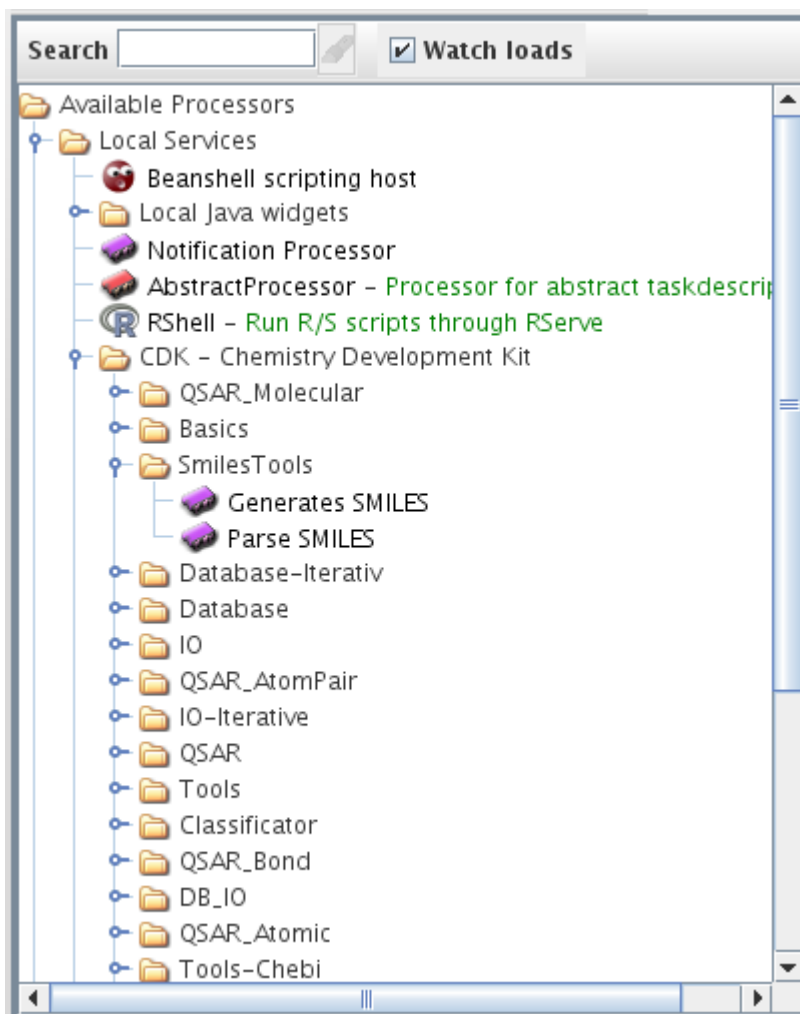 Search Watch loads
Available Processors
Local Services
Beanshell scripting host
Local Java widgets
Notification Processor
AbstractProcessor – Processor for abstract taskdescrip
RShell – Run R/S scripts through RServe
CDK – Chemistry Development Kit
QSAR_Molecular
Basics
SmilesTools
Generates SMILES
Parse SMILES
Database-Iterativ
Database
IO
QSAR_AtomPair
IO-Iterative
QSAR
Tools
Classificator
QSAR_Bond
DB_IO
QSAR_Atomic
Tools-Chebi